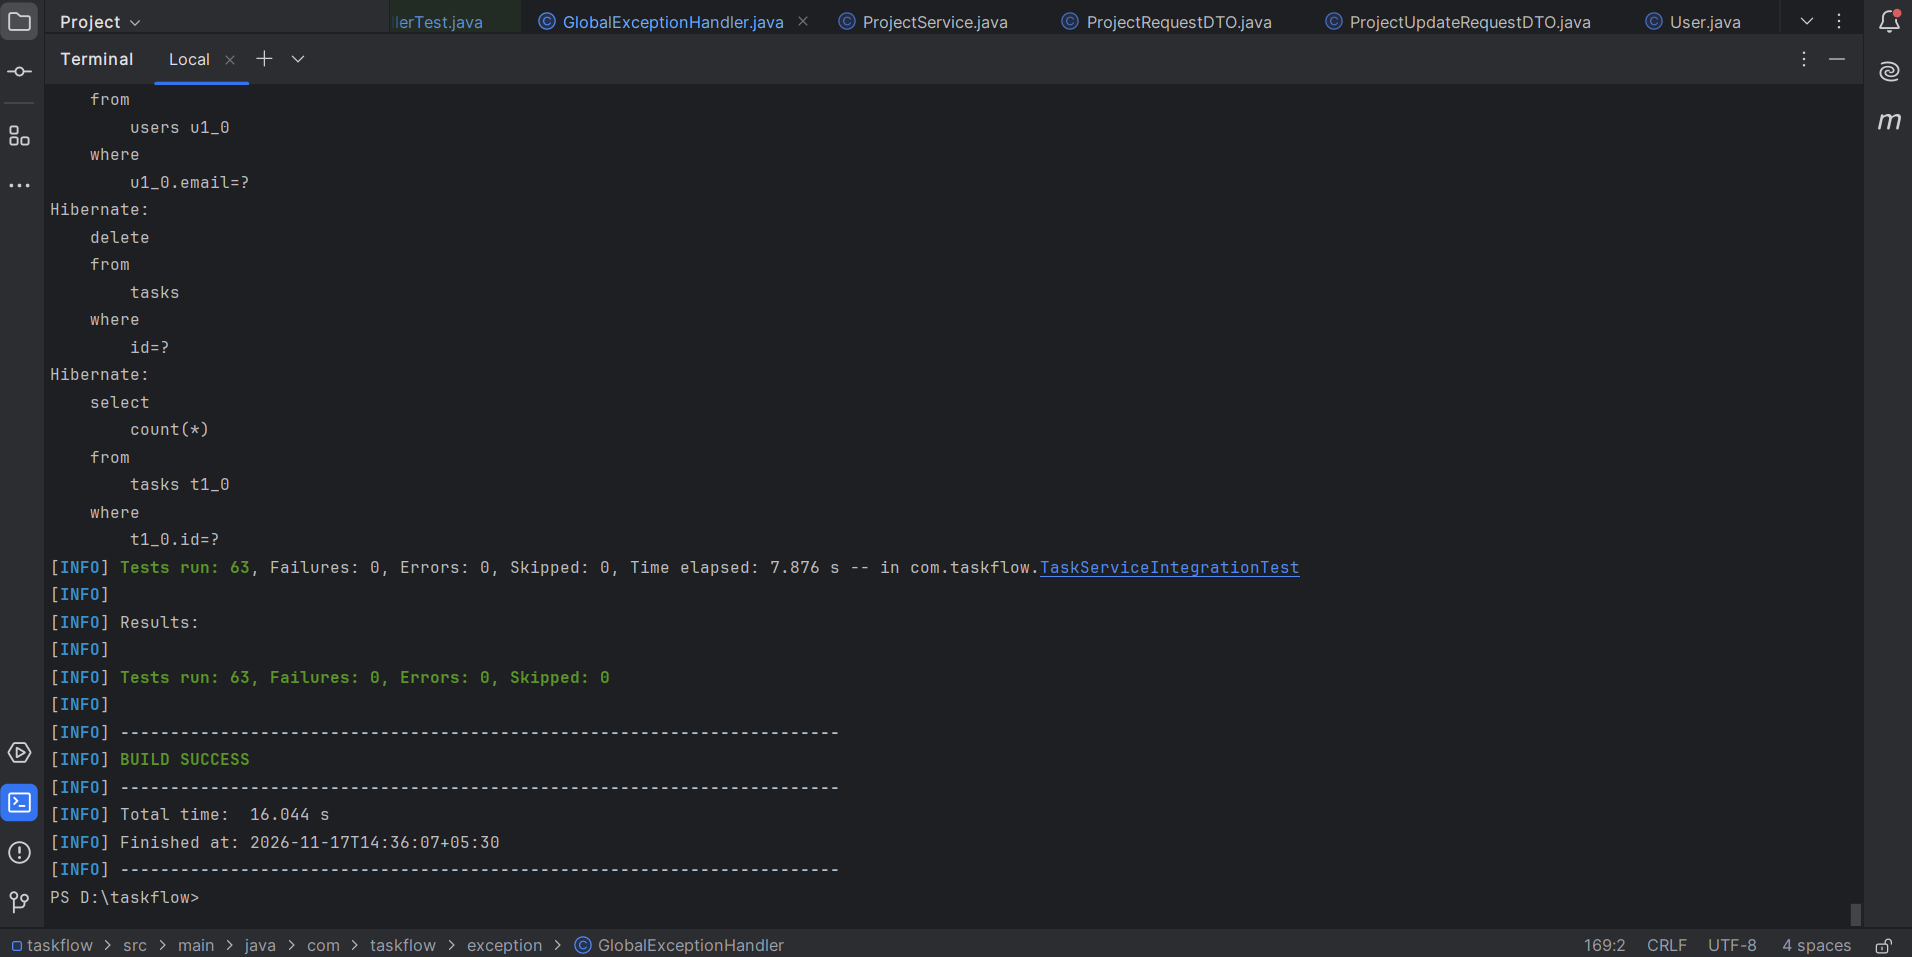 Project lerTest.java GlobalExceptionHandler.java ProjectService.java ProjectRequestDTO.java ProjectUpdateRequestDTO.java User.java
Terminal Local
    from
        users u1_0
    where
        u1_0.email=?
Hibernate:
    delete
    from
        tasks
    where
        id=?
Hibernate:
    select
        count(*)
    from
        tasks t1_0
    where
        t1_0.id=?
[INFO] Tests run: 63, Failures: 0, Errors: 0, Skipped: 0, Time elapsed: 7.876 s -- in com.taskflow.TaskServiceIntegrationTest
[INFO]
[INFO] Results:
[INFO]
[INFO] Tests run: 63, Failures: 0, Errors: 0, Skipped: 0
[INFO]
[INFO] ------------------------------------------------------------------------
[INFO] BUILD SUCCESS
[INFO] ------------------------------------------------------------------------
[INFO] Total time:  16.044 s
[INFO] Finished at: 2026-11-17T14:36:07+05:30
[INFO] ------------------------------------------------------------------------
PS D:\taskflow>
taskflow > src > main > java > com > taskflow > exception > GlobalExceptionHandler 169:2 CRLF UTF-8 4 spaces